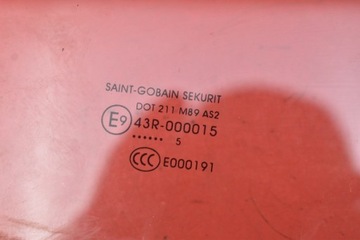 SAINT-GOBAIN SEKURIT
DOT 211 M89 AS2
E9 43R-000015
•••••• 5
CCC E000191